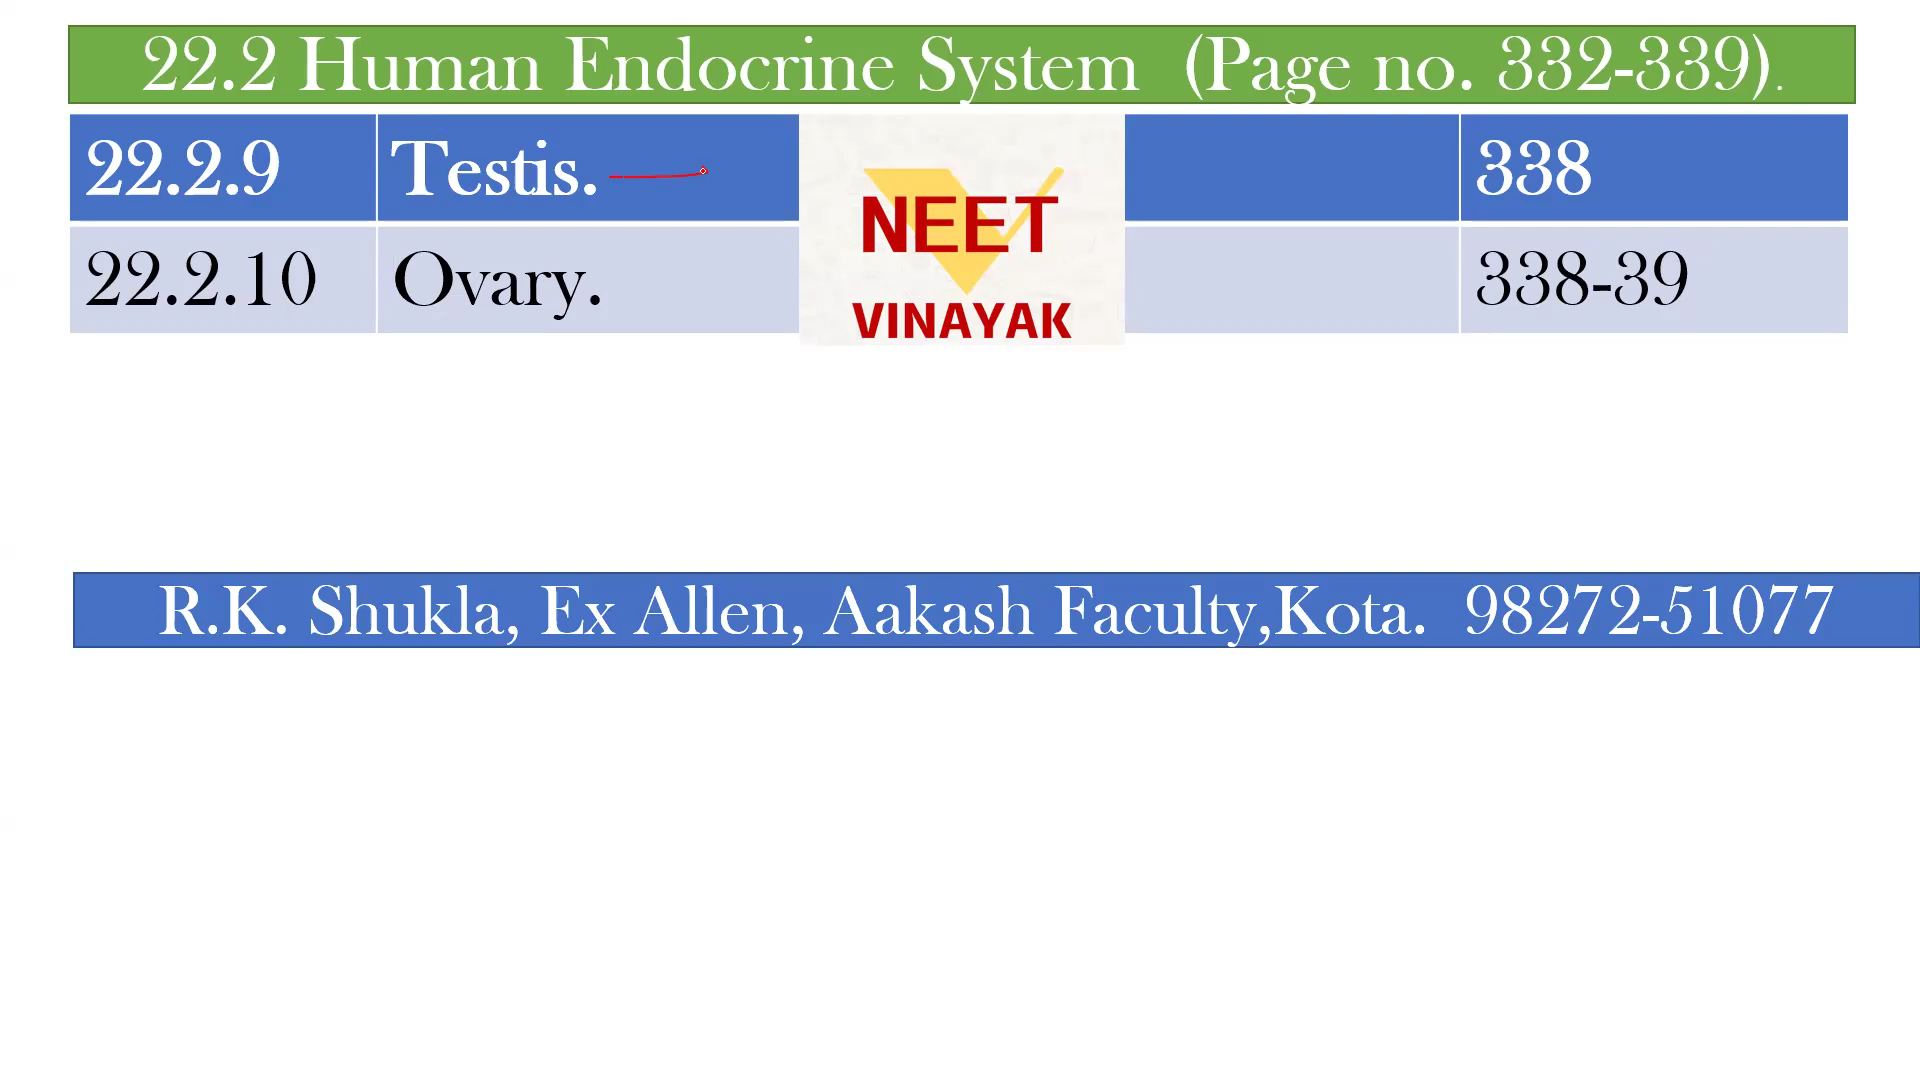 22.2 Human Endocrine System (Page no. 332-339).
22.2.9 Testis. 338
22.2.10 Ovary. 338-39
NEET
VINAYAK
R.K. Shukla, Ex Allen, Aakash Faculty,Kota. 98272-51077